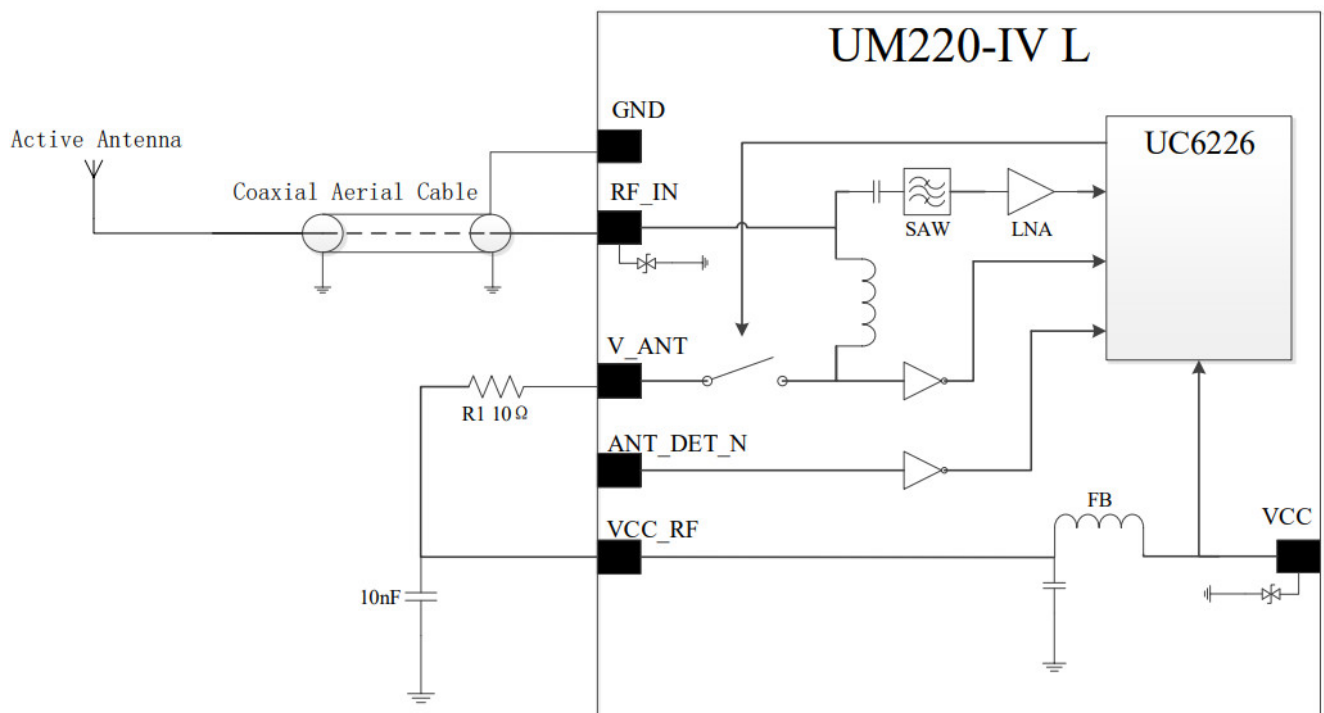 UM220-IV L
GND
UC6226
Active Antenna
Coaxial Aerial Cable
RF_IN
SAW
LNA
V_ANT
R1 10Ω
ANT_DET_N
FB
VCC_RF
VCC
10nF